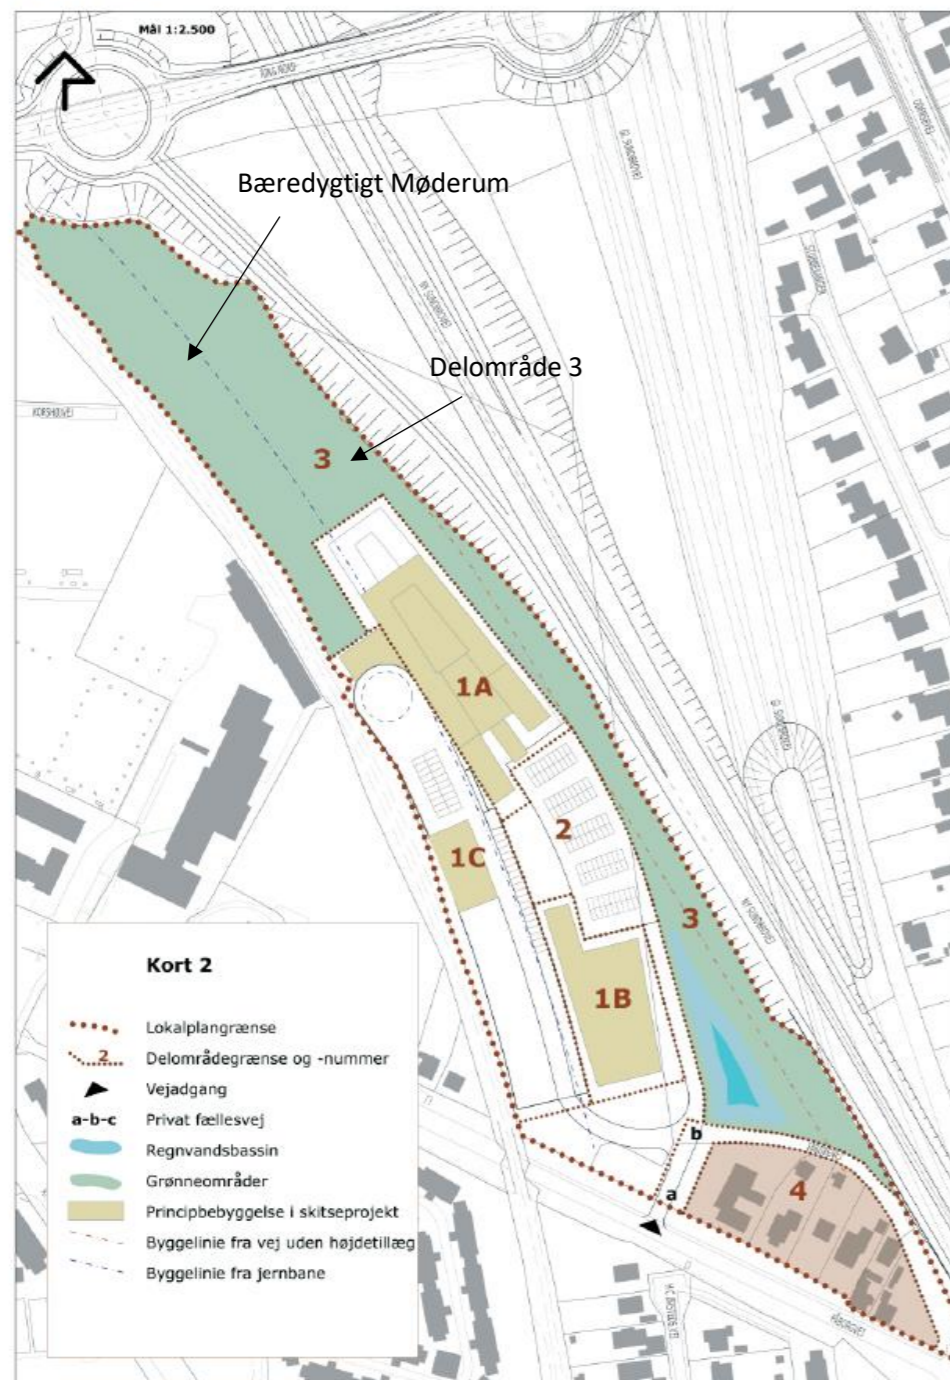 Mål 1:2.500
Bæredygtigt Møderum
Delområde 3
3
1A
2
1C
3
1B
b
a
4
Kort 2
Lokalplangrænse
2 Delområdegrænse og -nummer
Vejadgang
a-b-c Privat fællesvej
Regnvandsbassin
Grønneområder
Principbebyggelse i skitseprojekt
Byggelinie fra vej uden højdetillæg
Byggelinie fra jernbane